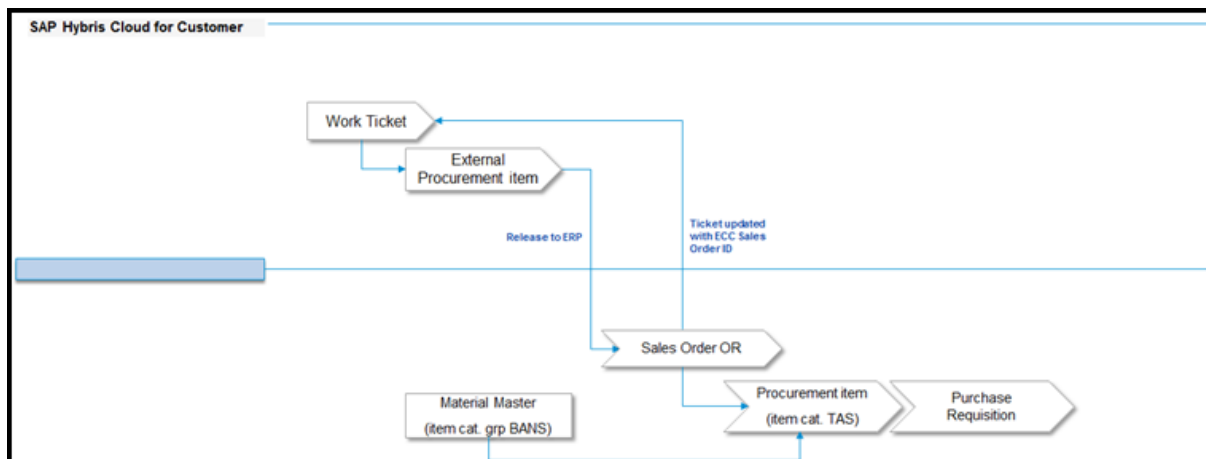 SAP Hybris Cloud for Customer
Work Ticket
External
Procurement item
Release to ERP
Ticket updated
with ECC Sales
Order ID
Sales Order OR
Material Master
(item cat. grp BANS)
Procurement item
(item cat. TAS)
Purchase
Requisition